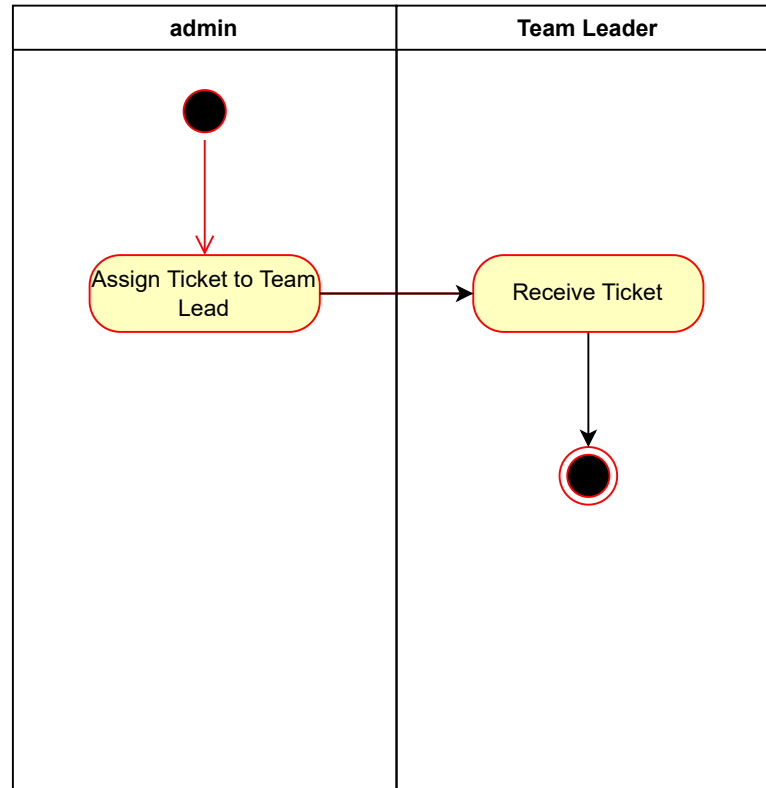 admin
Team Leader
Assign Ticket to Team
Lead
Receive Ticket